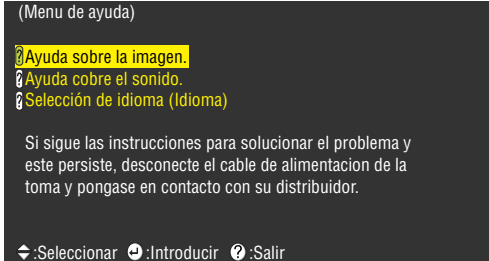 (Menu de ayuda)
?Ayuda sobre la imagen.
?Ayuda cobre el sonido.
?Selección de idioma (Idioma)
Si sigue las instrucciones para solucionar el problema y
este persiste, desconecte el cable de alimentacion de la
toma y pongase en contacto con su distribuidor.
:Seleccionar :Introducir ?:Salir